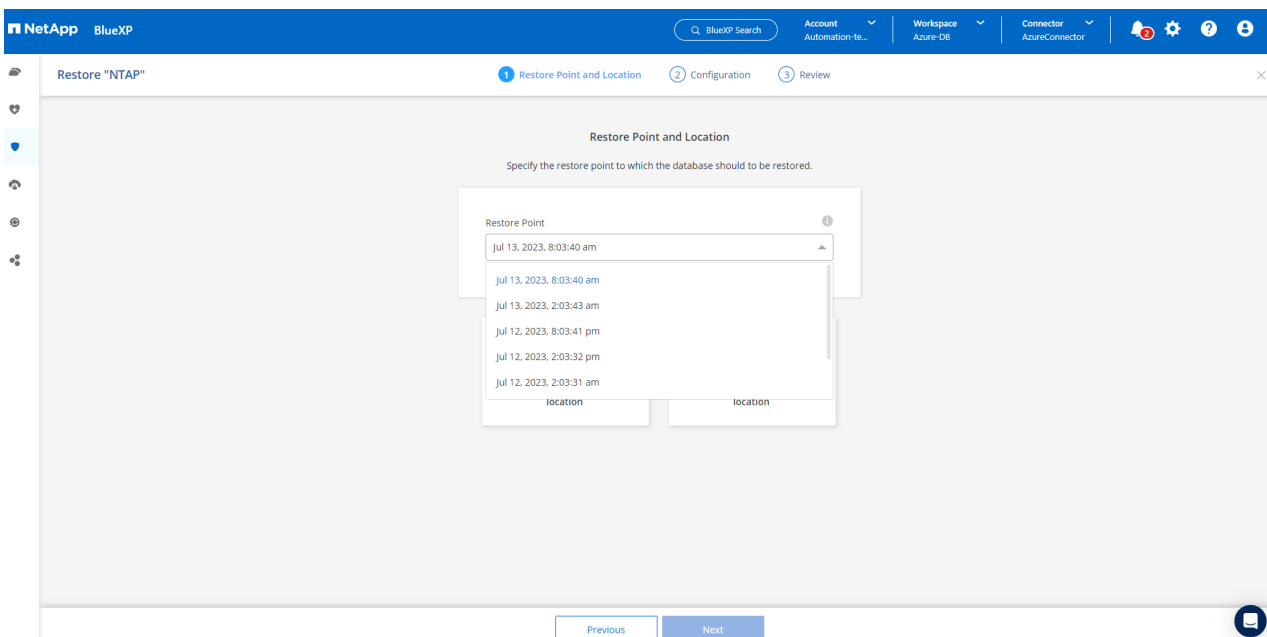 NetApp BlueXP
BlueXP Search
Account
Automation-te...
Workspace
Azure-DB
Connector
AzureConnector
2
Restore "NTAP"
1 Restore Point and Location
2 Configuration
3 Review
Restore Point and Location
Specify the restore point to which the database should to be restored.
Restore Point
Jul 13, 2023, 8:03:40 am
Jul 13, 2023, 8:03:40 am
Jul 13, 2023, 2:03:43 am
Jul 12, 2023, 8:03:41 pm
Jul 12, 2023, 2:03:32 pm
Jul 12, 2023, 2:03:31 am
location
location
Previous
Next